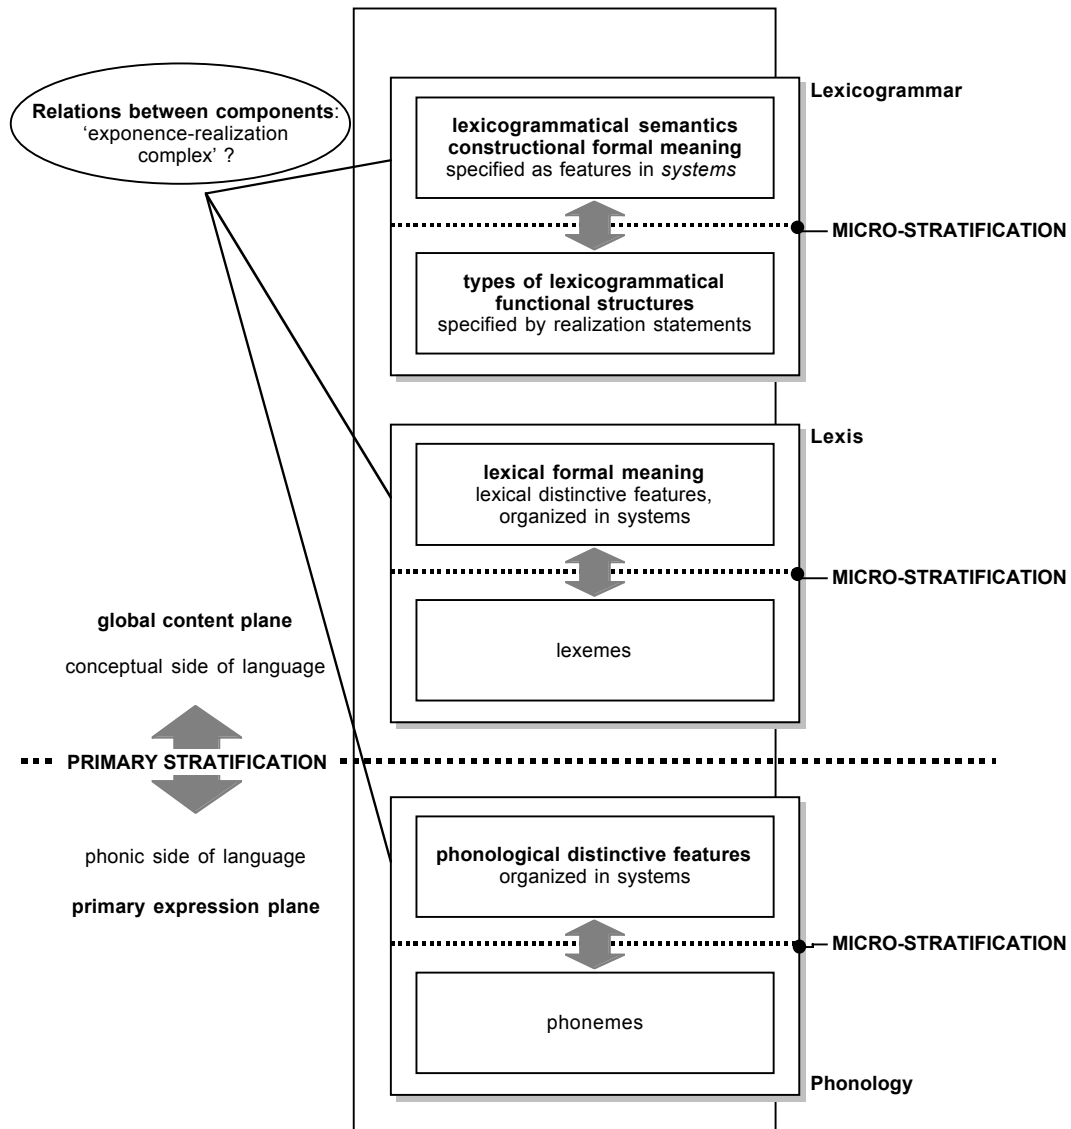 Relations between components:
‘exponence-realization
complex’ ?
Lexicogrammar
lexicogrammatical semantics
constructional formal meaning
specified as features in systems
MICRO-STRATIFICATION
types of lexicogrammatical
functional structures
specified by realization statements
Lexis
lexical formal meaning
lexical distinctive features,
organized in systems
MICRO-STRATIFICATION
lexemes
global content plane
conceptual side of language
PRIMARY STRATIFICATION
phonic side of language
primary expression plane
phonological distinctive features
organized in systems
MICRO-STRATIFICATION
phonemes
Phonology